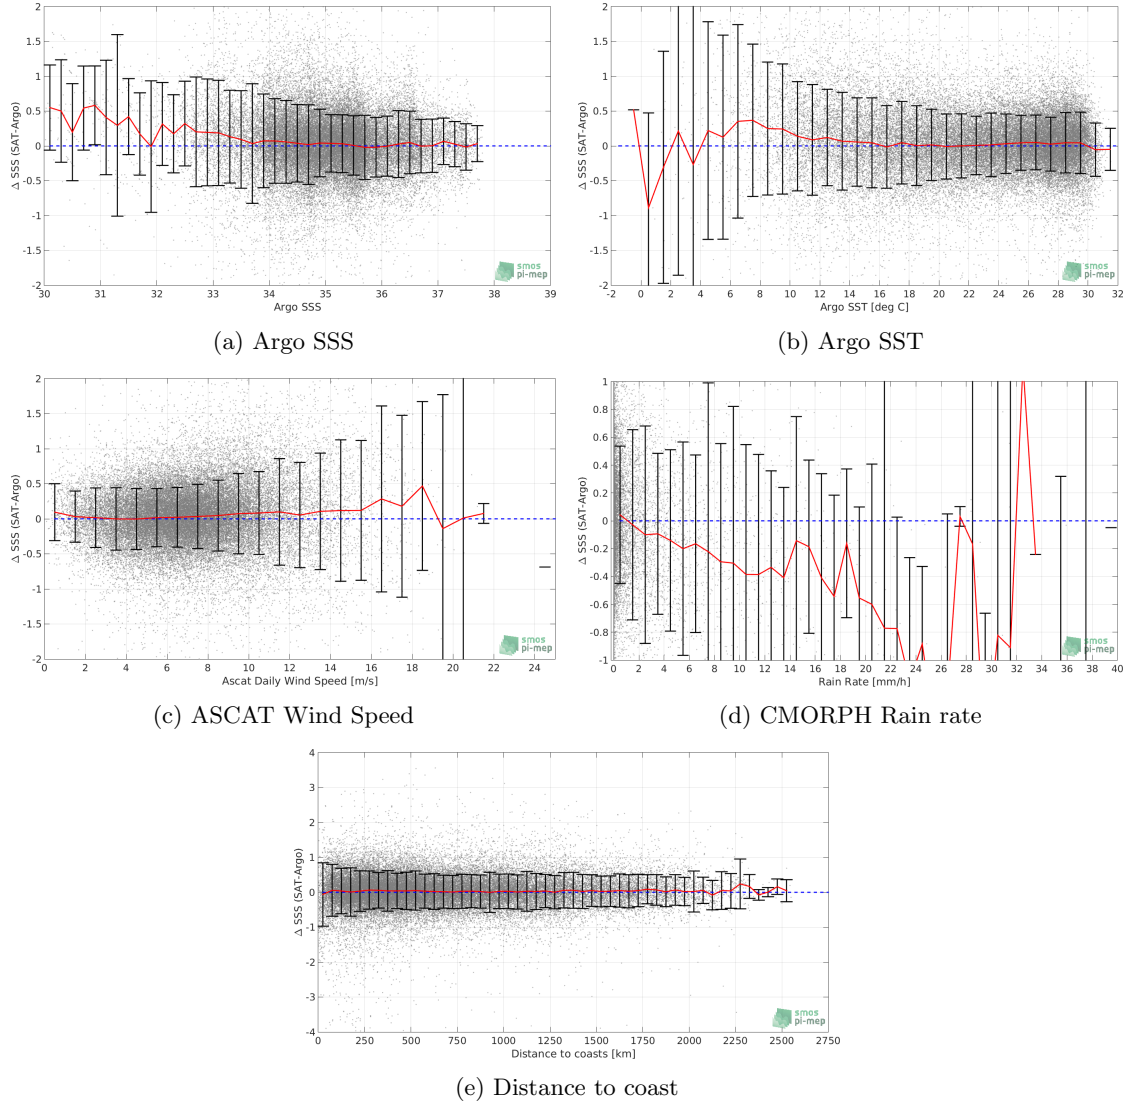 2
1.5
1
0.5
0
-0.5
-1
-1.5
-2
Δ SSS (SAT-Argo)
30 31 32 33 34 35 36 37 38 39
Argo SSS
smos
pi-mep
(a) Argo SSS
2
1.5
1
0.5
0
-0.5
-1
-1.5
-2
Δ SSS (SAT-Argo)
-2 0 2 4 6 8 10 12 14 16 18 20 22 24 26 28 30 32
Argo SST [deg C]
smos
pi-mep
(b) Argo SST
2
1.5
1
0.5
0
-0.5
-1
-1.5
-2
Δ SSS (SAT-Argo)
0 2 4 6 8 10 12 14 16 18 20 22 24
Ascat Daily Wind Speed [m/s]
smos
pi-mep
(c) ASCAT Wind Speed
1
0.8
0.6
0.4
0.2
0
-0.2
-0.4
-0.6
-0.8
-1
Δ SSS (SAT-Argo)
0 2 4 6 8 10 12 14 16 18 20 22 24 26 28 30 32 34 36 38 40
Rain Rate [mm/h]
smos
pi-mep
(d) CMORPH Rain rate
4
3
2
1
0
-1
-2
-3
-4
Δ SSS (SAT-Argo)
0 250 500 750 1000 1250 1500 1750 2000 2250 2500 2750
Distance to coasts [km]
smos
pi-mep
(e) Distance to coast